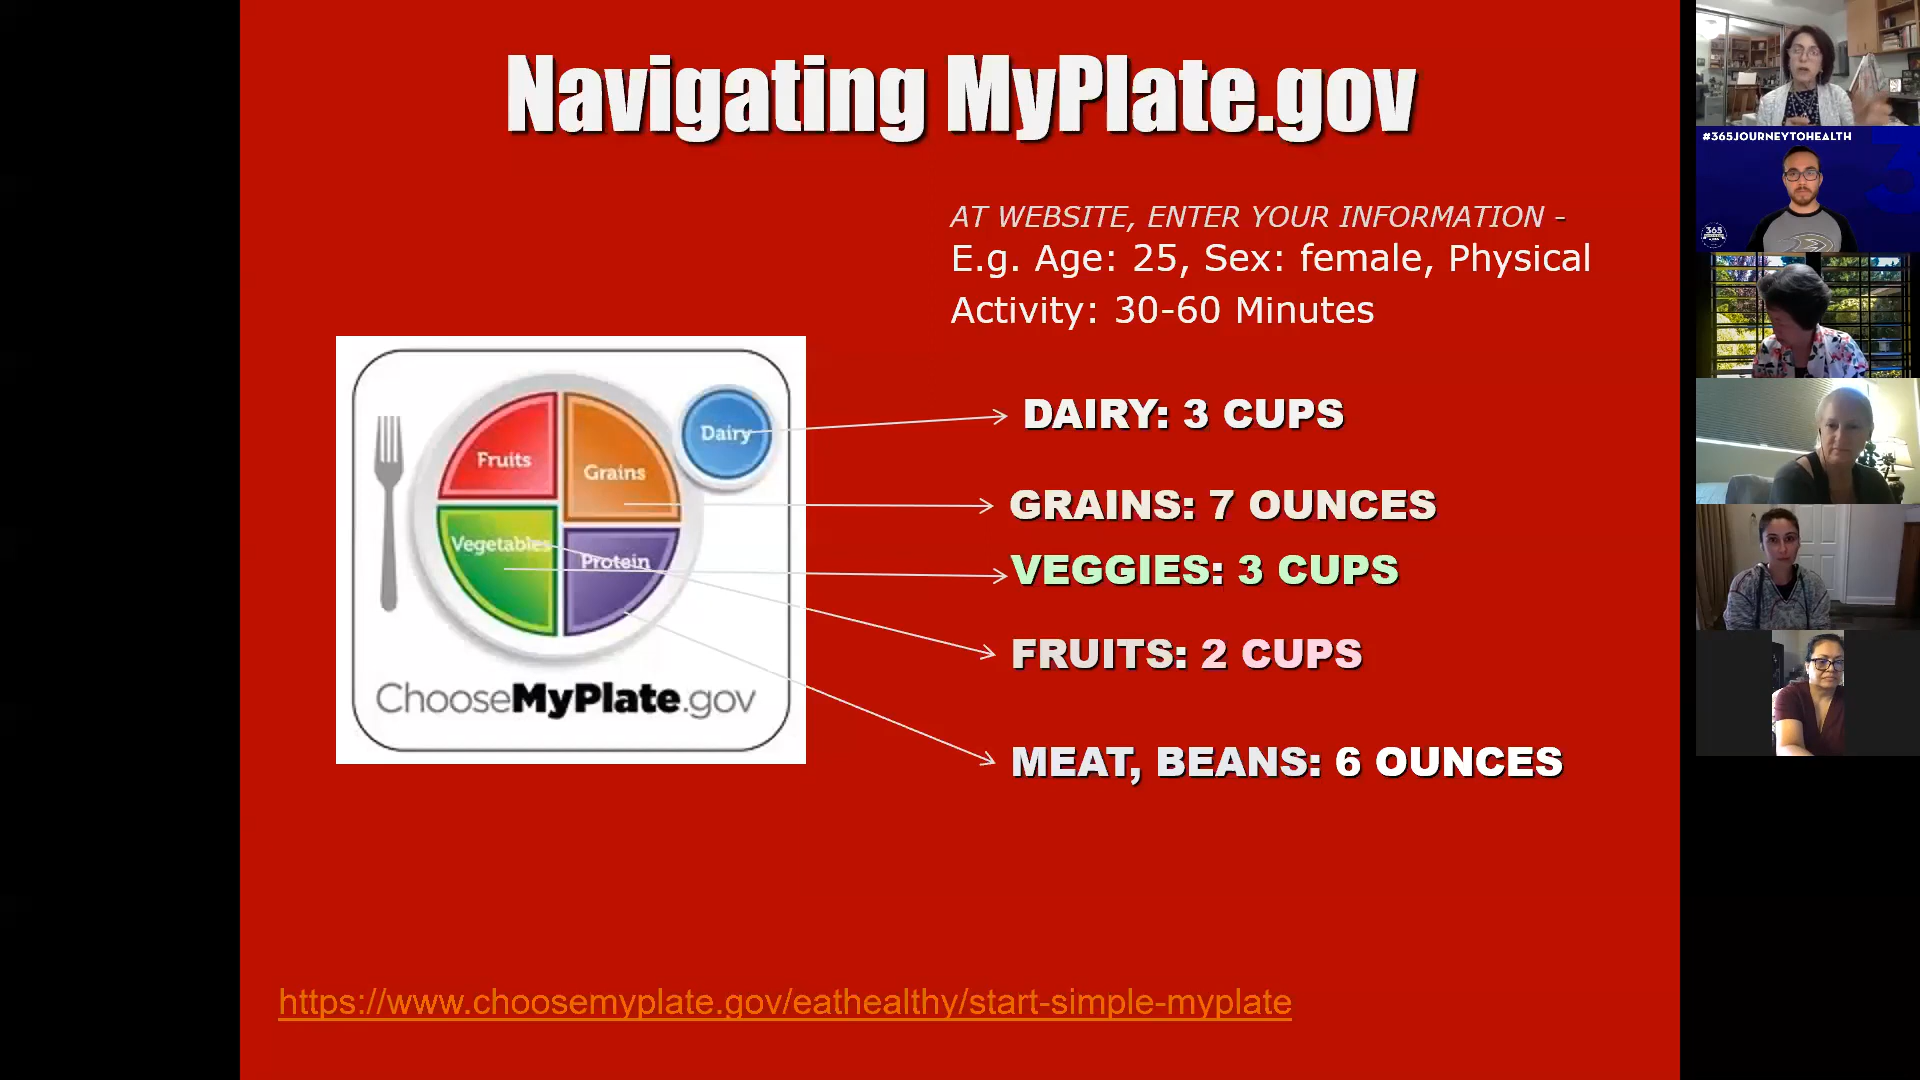 Navigating MyPlate.gov
AT WEBSITE, ENTER YOUR INFORMATION -
E.g. Age: 25, Sex: female, Physical
Activity: 30-60 Minutes
Fruits
Grains
Dairy
Vegetables
Protein
ChooseMyPlate.gov
DAIRY: 3 CUPS
GRAINS: 7 OUNCES
VEGGIES: 3 CUPS
FRUITS: 2 CUPS
MEAT, BEANS: 6 OUNCES
https://www.choosemyplate.gov/eathealthy/start-simple-myplate
#365JOURNEYTOHEALTH
3
365